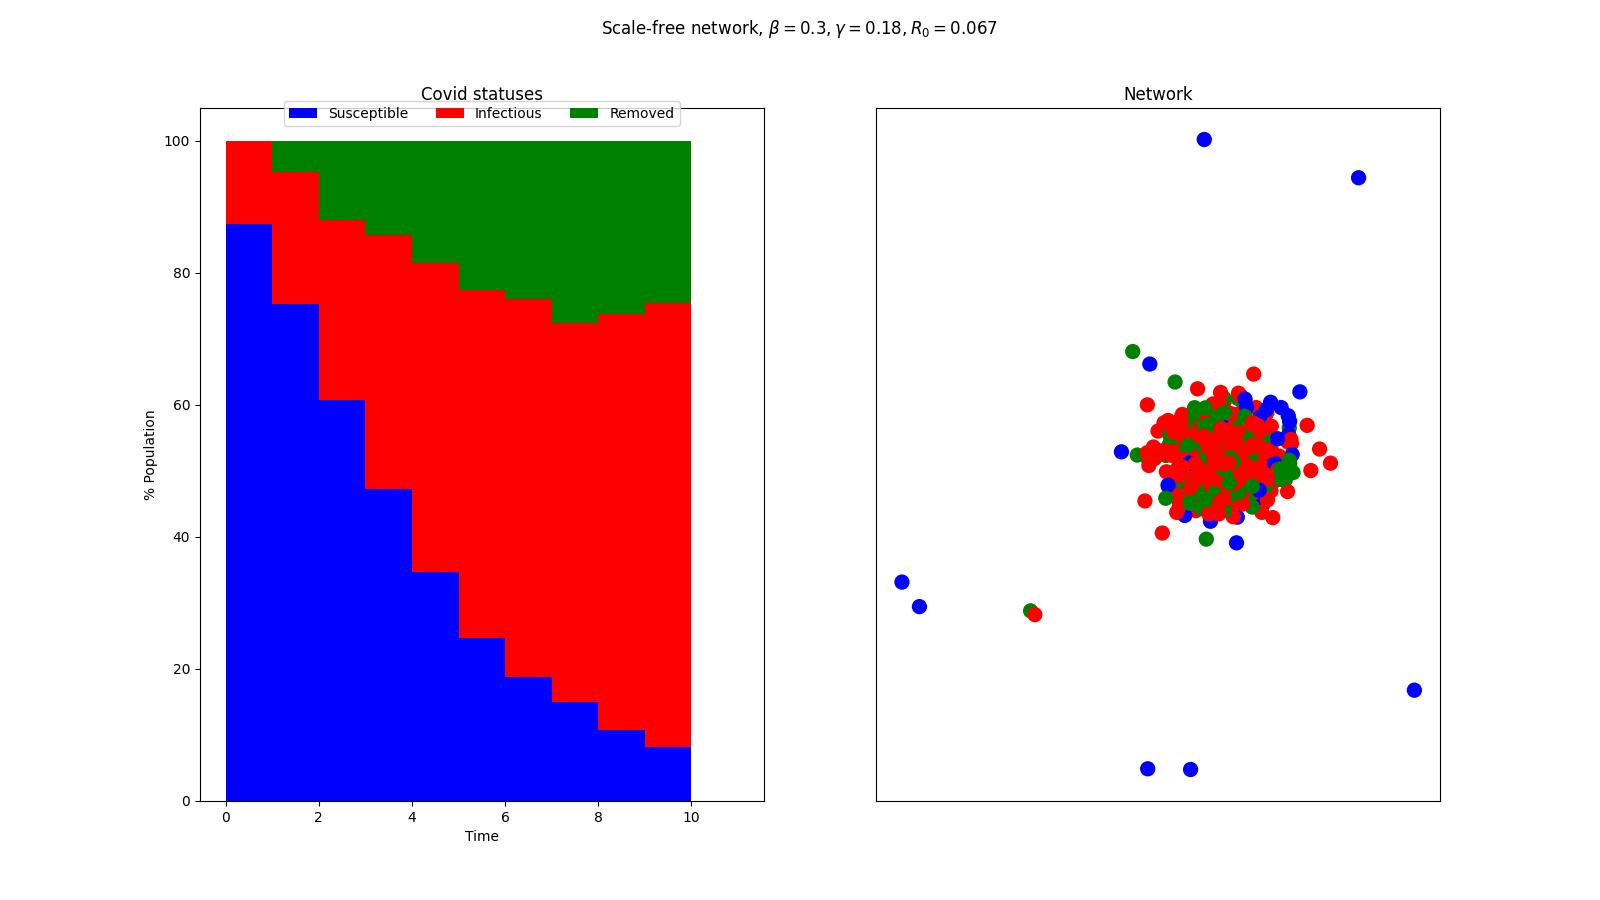 Scale-free network, β = 0.3, γ = 0.18, R₀ = 0.067
Covid statuses
Susceptible Infectious Removed
100
80
60
40
20
0
% Population
0 2 4 6 8 10
Time
Network